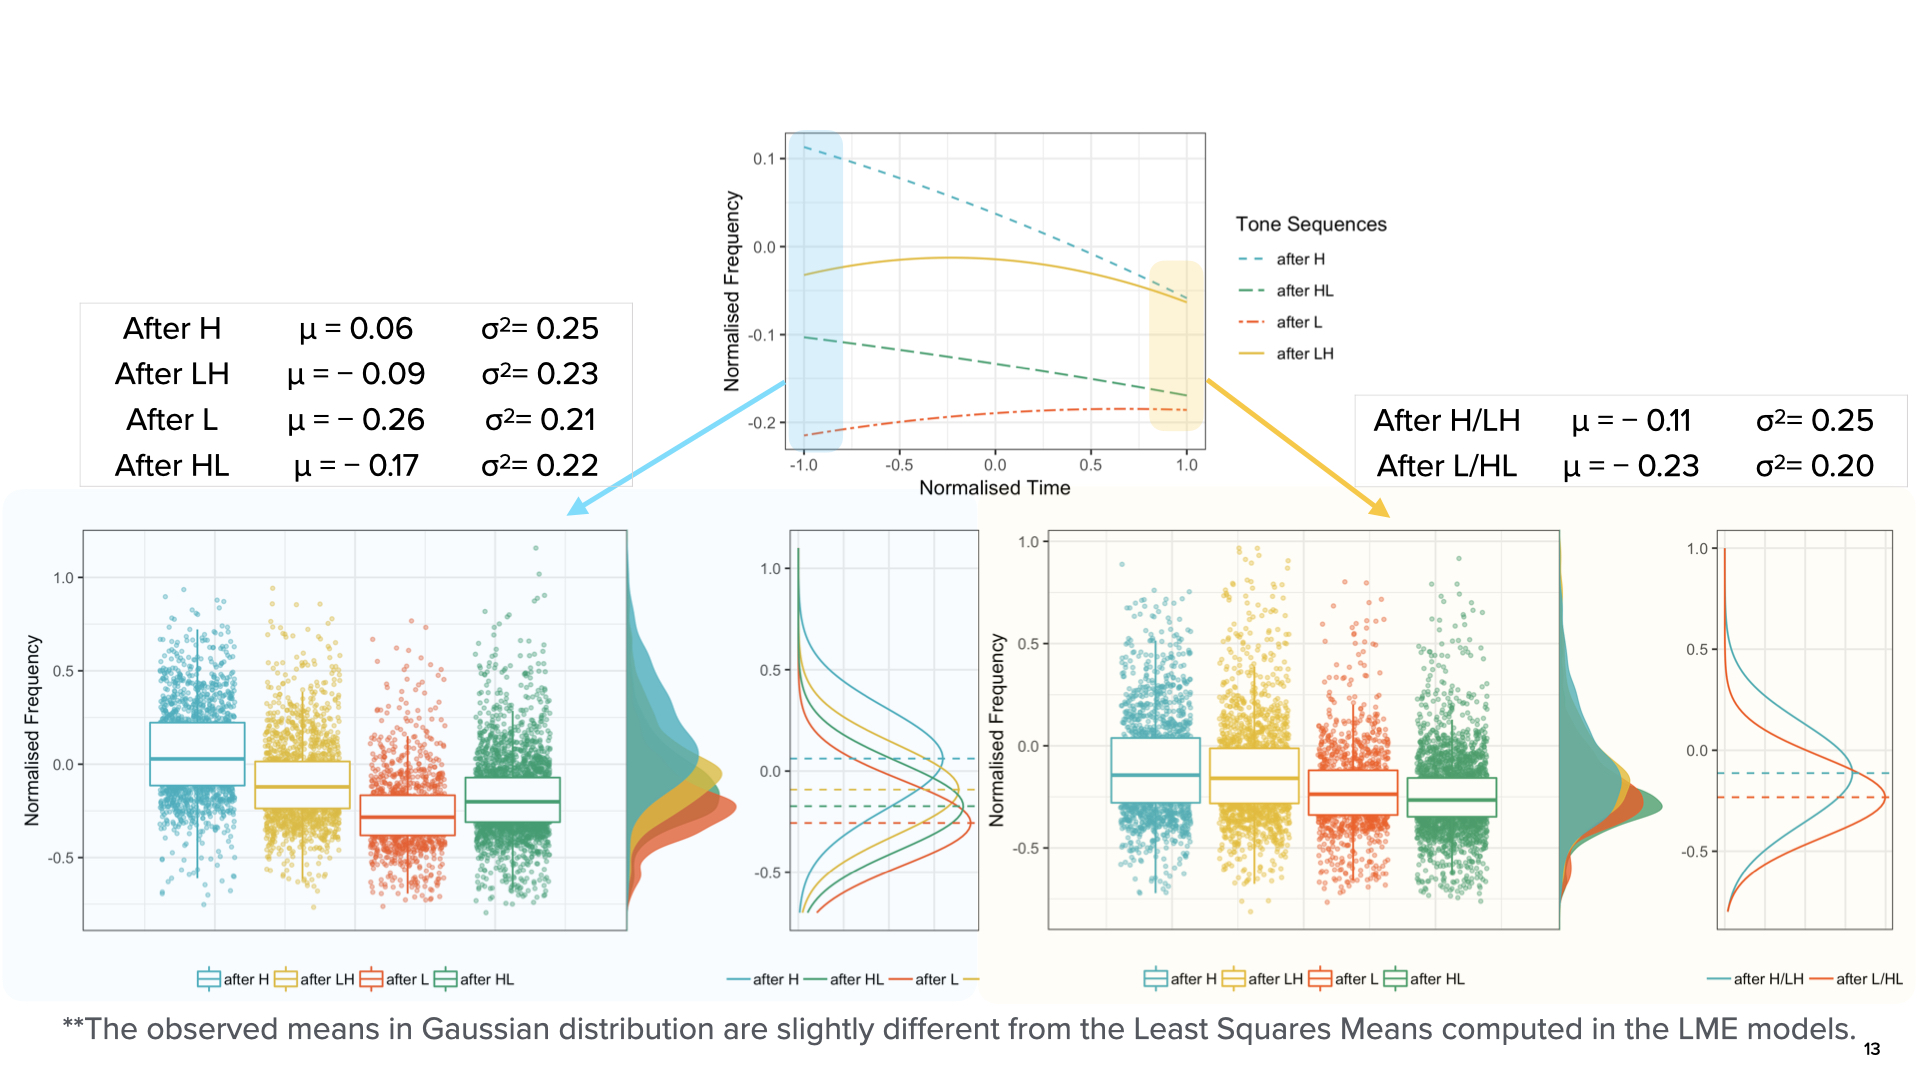 0.1
0.0
-0.1
-0.2
Normalised Frequency
-1.0 -0.5 0.0 0.5 1.0
Normalised Time
Tone Sequences
after H
after HL
after L
after LH
After H μ = 0.06 σ²= 0.25
After LH μ = − 0.09 σ²= 0.23
After L μ = − 0.26 σ²= 0.21
After HL μ = − 0.17 σ²= 0.22
After H/LH μ = − 0.11 σ²= 0.25
After L/HL μ = − 0.23 σ²= 0.20
Normalised Frequency
1.0
0.5
0.0
-0.5
after H after LH after L after HL
1.0
0.5
0.0
-0.5
after H after HL after L
Normalised Frequency
1.0
0.5
0.0
-0.5
after H after LH after L after HL
1.0
0.5
0.0
-0.5
after H/LH after L/HL
**The observed means in Gaussian distribution are slightly different from the Least Squares Means computed in the LME models.
13